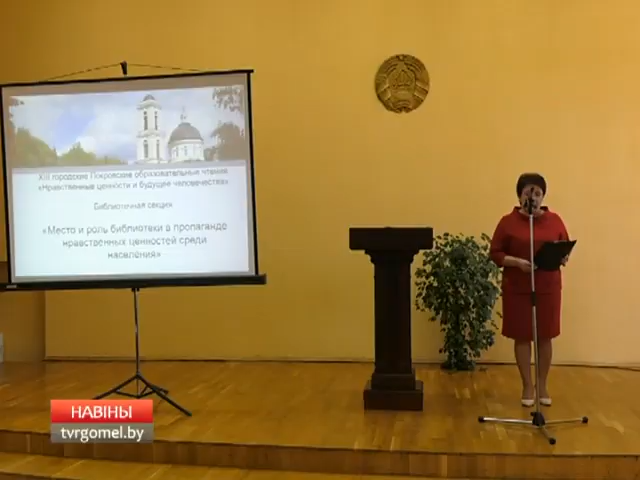 XIII городские Покровские образовательные чтения
«Нравственные ценности и будущее человечества»
Библиотечная секция
«Место и роль библиотеки в пропаганде
нравственных ценностей среди
населения»
НАВІНЫ
tvrgomel.by